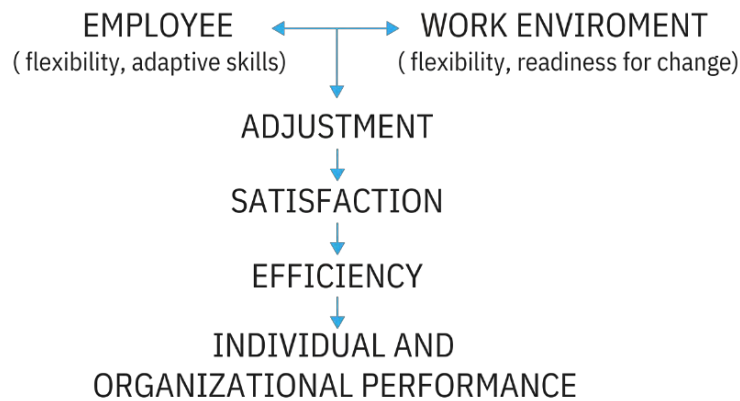 EMPLOYEE WORK ENVIROMENT
( flexibility, adaptive skills) ( flexibility, readiness for change)
ADJUSTMENT
SATISFACTION
EFFICIENCY
INDIVIDUAL AND
ORGANIZATIONAL PERFORMANCE